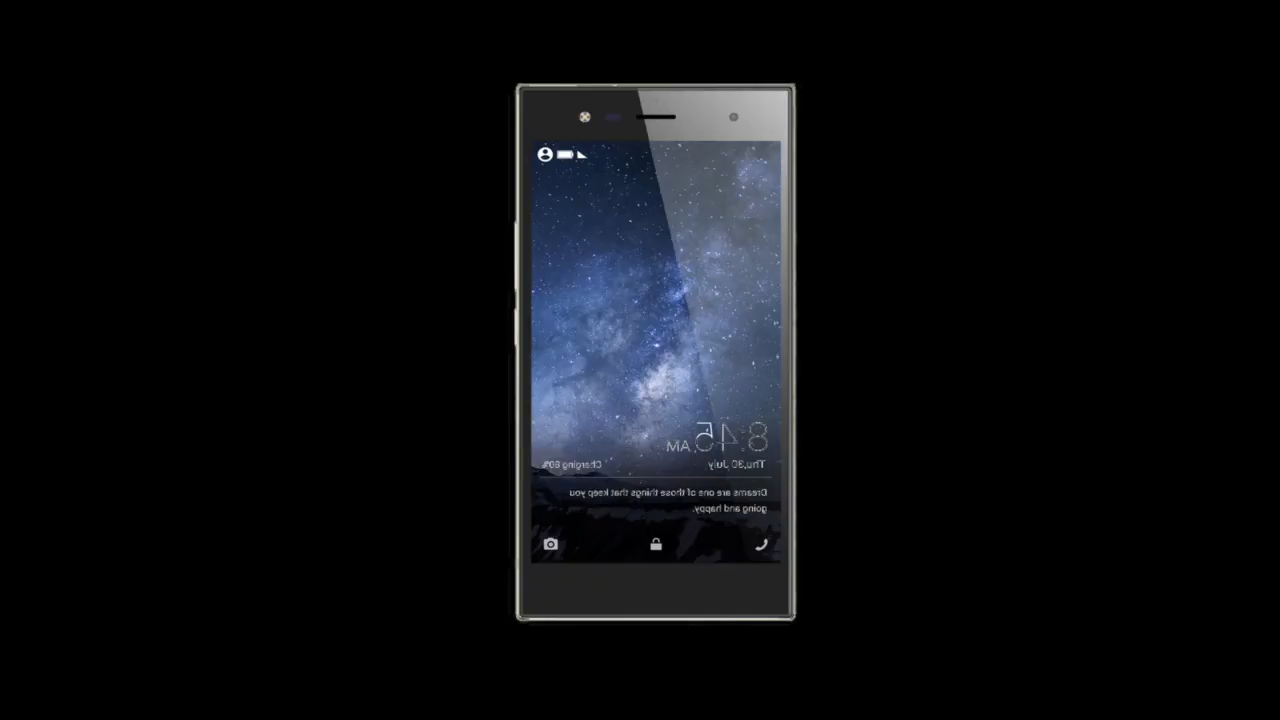 8:45 AM
Thu,30 July
Charging 60%
Dreams are one of those things that keep you
going and happy.